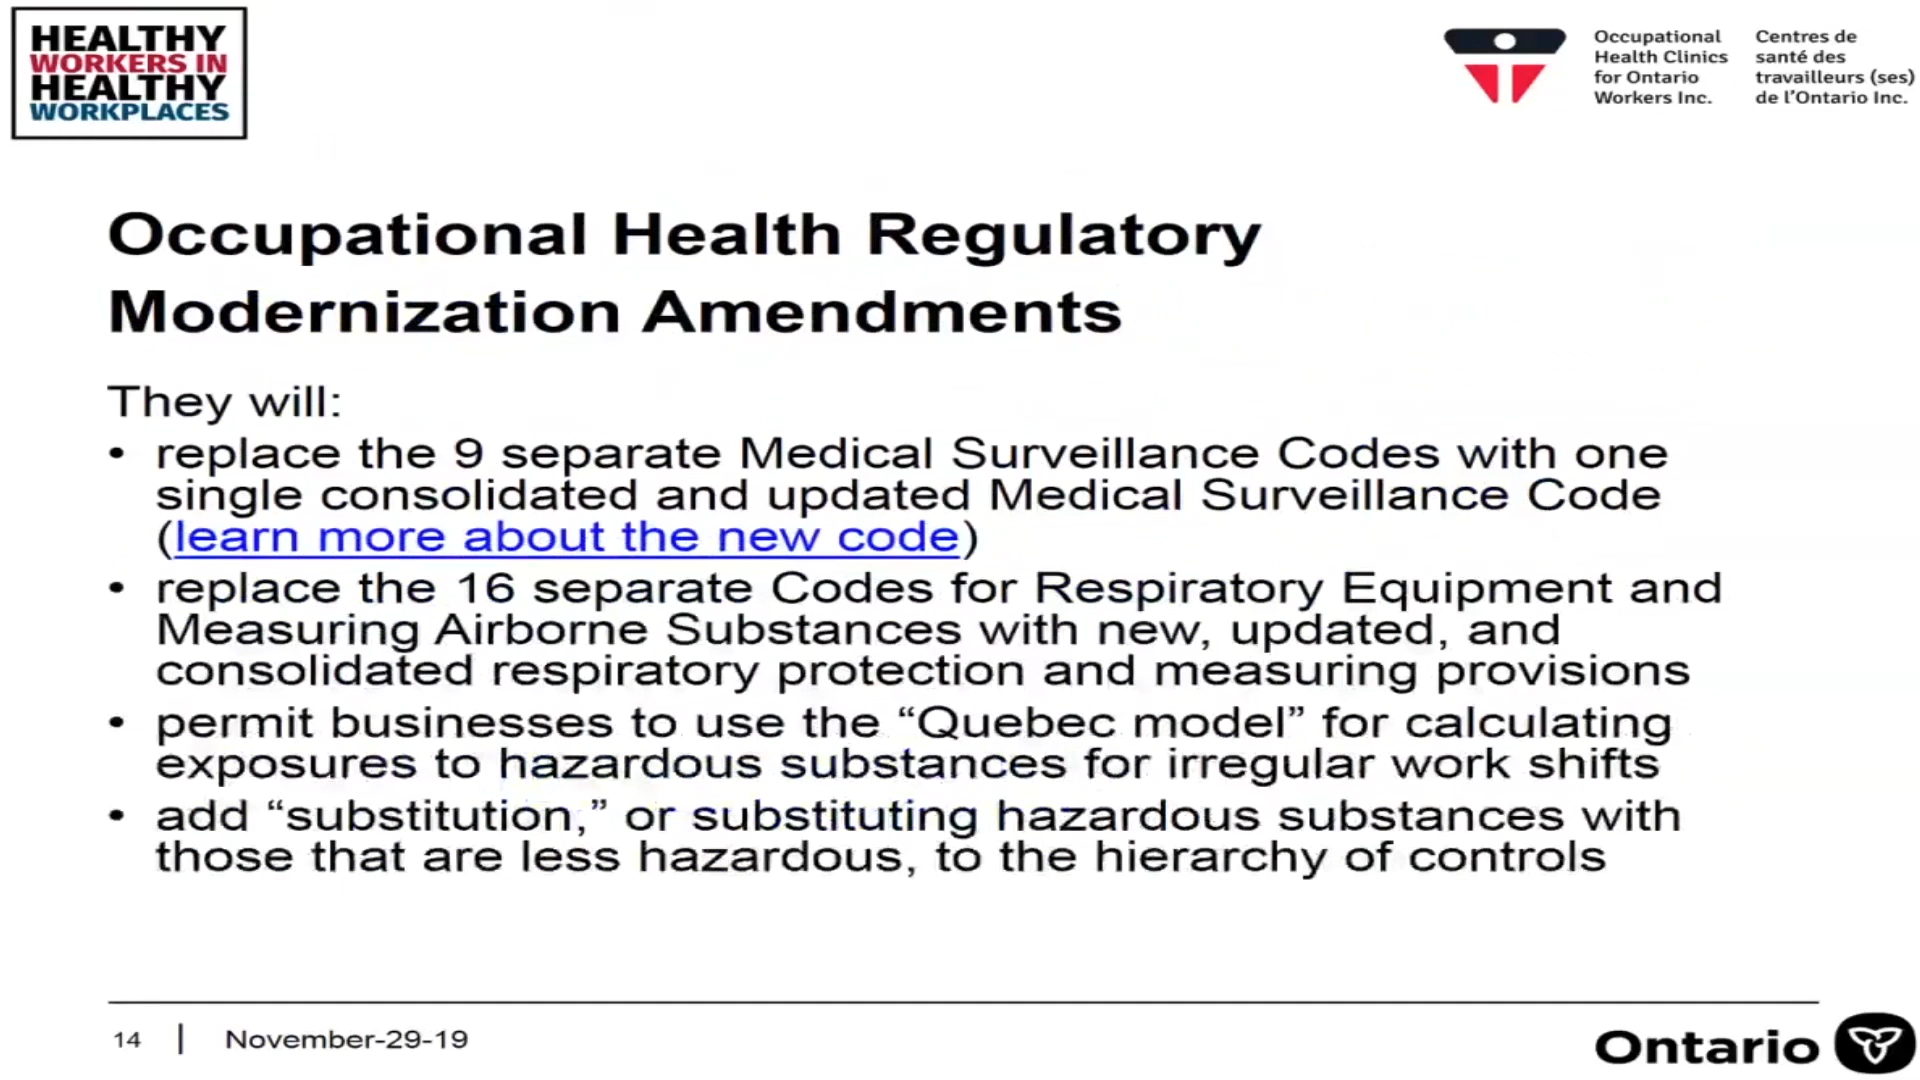 HEALTHY
WORKERS IN
HEALTHY
WORKPLACES
Occupational
Health Clinics
for Ontario
Workers Inc.
Centres de
santé des
travailleurs (ses)
de l'Ontario Inc.
Occupational Health Regulatory
Modernization Amendments
They will:
• replace the 9 separate Medical Surveillance Codes with one
single consolidated and updated Medical Surveillance Code
(learn more about the new code)
• replace the 16 separate Codes for Respiratory Equipment and
Measuring Airborne Substances with new, updated, and
consolidated respiratory protection and measuring provisions
• permit businesses to use the “Quebec model” for calculating
exposures to hazardous substances for irregular work shifts
• add “substitution,” or substituting hazardous substances with
those that are less hazardous, to the hierarchy of controls
14 | November-29-19
Ontario